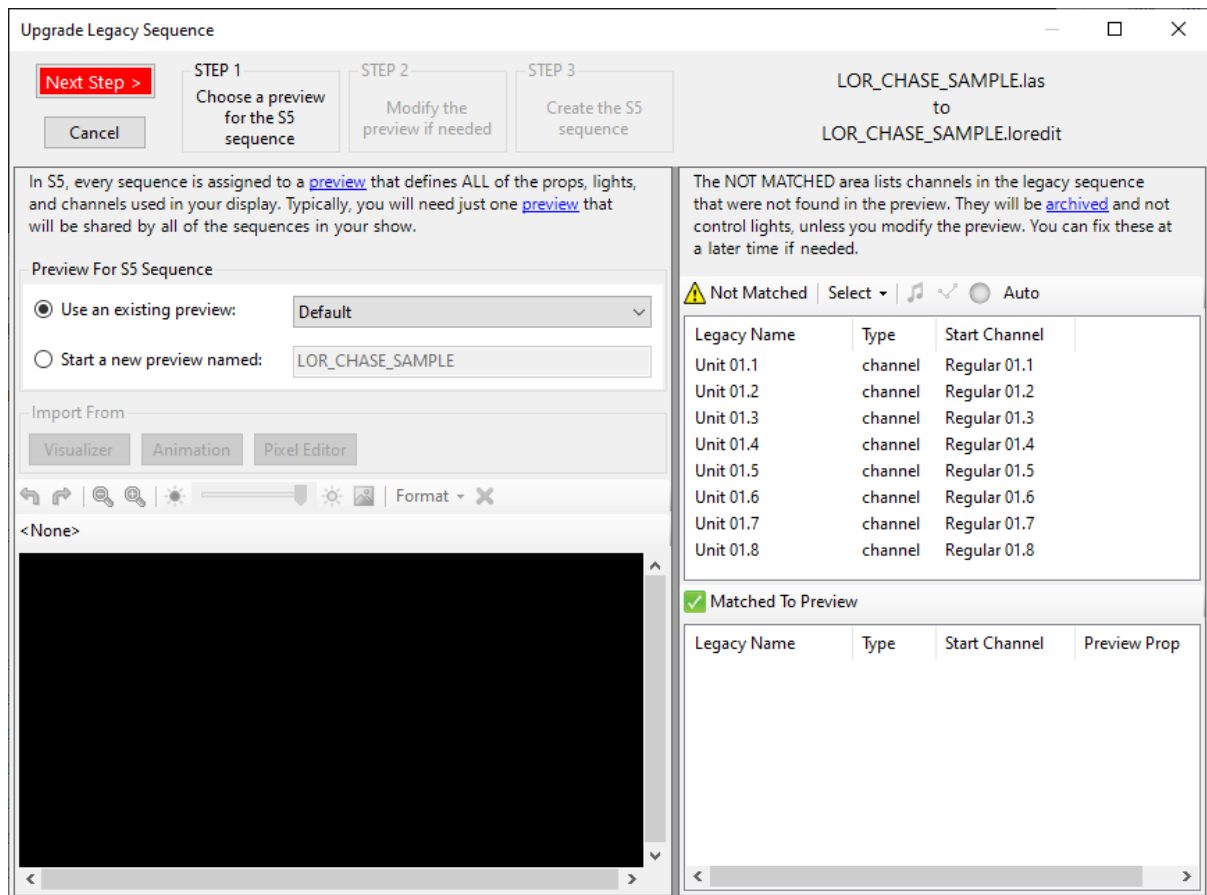 Upgrade Legacy Sequence
Next Step >
Cancel
STEP 1
Choose a preview
for the S5
sequence
STEP 2
Modify the
preview if needed
STEP 3
Create the S5
sequence
LOR_CHASE_SAMPLE.las
to
LOR_CHASE_SAMPLE.loredit
In S5, every sequence is assigned to a preview that defines ALL of the props, lights,
and channels used in your display. Typically, you will need just one preview that
will be shared by all of the sequences in your show.
Preview For S5 Sequence
Use an existing preview:
Default
Start a new preview named:
LOR_CHASE_SAMPLE
Import From
Visualizer
Animation
Pixel Editor
Format
<None>
The NOT MATCHED area lists channels in the legacy sequence
that were not found in the preview. They will be archived and not
control lights, unless you modify the preview. You can fix these at
a later time if needed.
Not Matched
Select
Auto
Legacy Name Type Start Channel
Unit 01.1 channel Regular 01.1
Unit 01.2 channel Regular 01.2
Unit 01.3 channel Regular 01.3
Unit 01.4 channel Regular 01.4
Unit 01.5 channel Regular 01.5
Unit 01.6 channel Regular 01.6
Unit 01.7 channel Regular 01.7
Unit 01.8 channel Regular 01.8
Matched To Preview
Legacy Name Type Start Channel Preview Prop